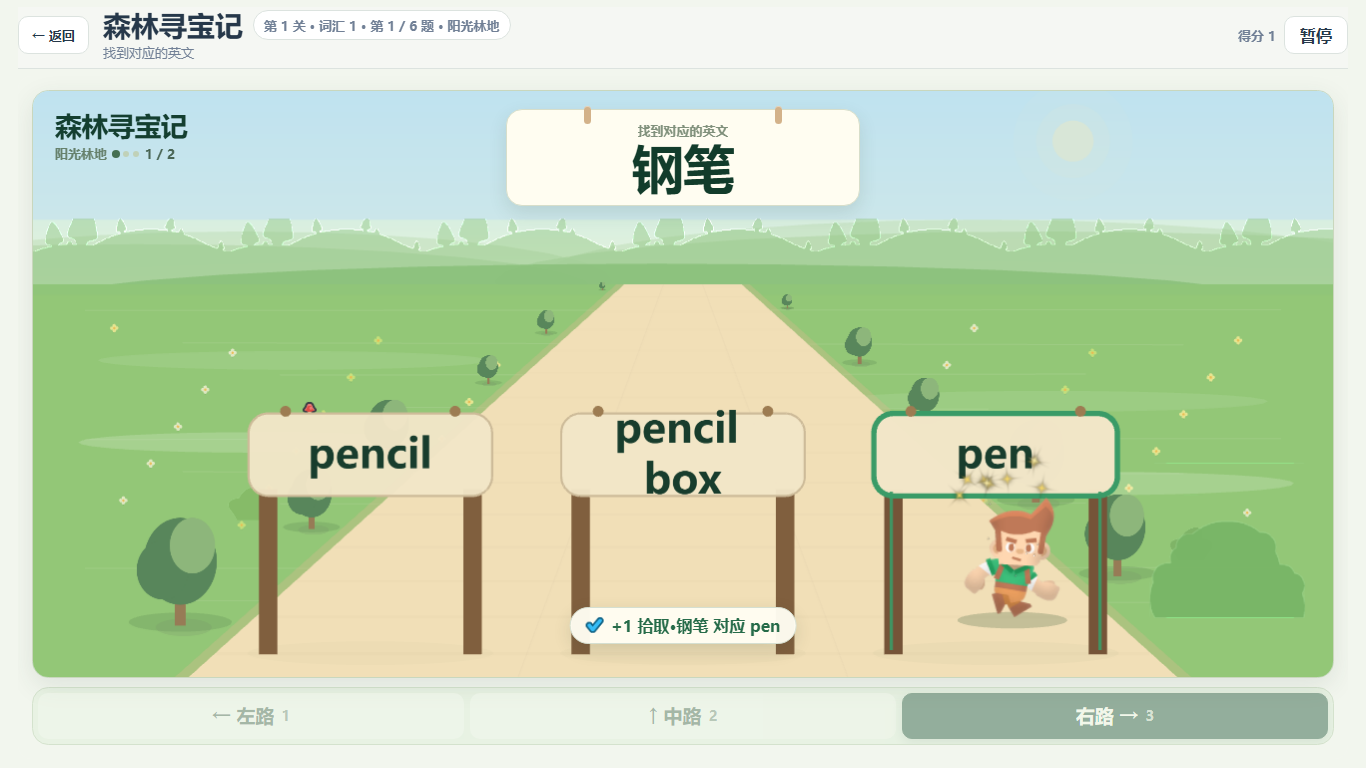 ← 返回
森林寻宝记
第 1 关 • 词汇 1 • 第 1 / 6 题 • 阳光林地
找到对应的英文
得分 1
暂停
森林寻宝记
阳光林地 1 / 2
找到对应的英文
钢笔
pencil
pencil
box
pen
+1 拾取•钢笔 对应 pen
← 左路 1
↑ 中路 2
右路 → 3